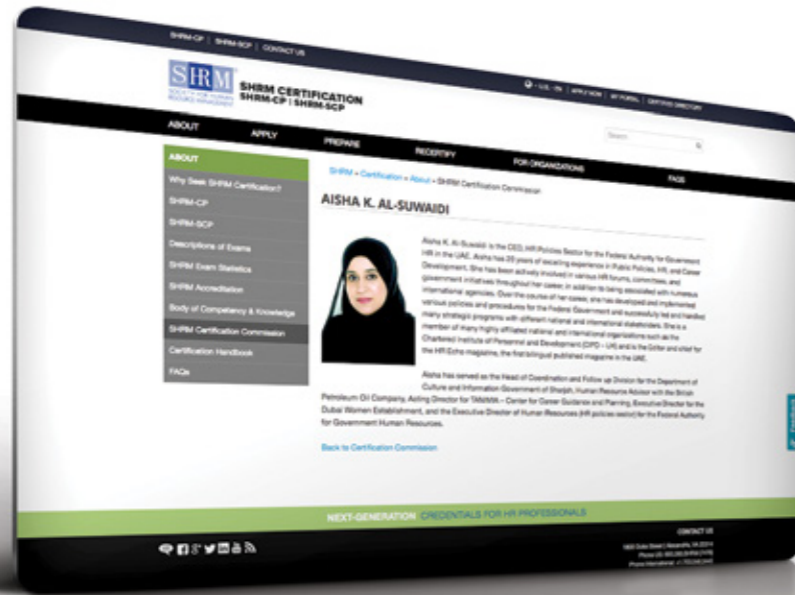 SHRM-CP | SHRM-SCP | CONTACT US
APPLY NOW | MY PORTAL | CERTIFIED DIRECTORY
SHRM
SOCIETY FOR HUMAN
RESOURCE MANAGEMENT
SHRM CERTIFICATION
SHRM-CP | SHRM-SCP
Search
ABOUT APPLY PREPARE RECERTIFY FOR ORGANIZATIONS FAQS
ABOUT
Why Seek SHRM Certification?
SHRM-CP
SHRM-SCP
Descriptions of Exams
SHRM Exam Statistics
SHRM Accreditation
Body of Competency & Knowledge
SHRM Certification Commission
Certification Handbook
FAQs
SHRM » Certification » About » SHRM Certification Commission
AISHA K. AL-SUWAIDI
Aisha K. Al-Suwaidi is the CEO, HR Policies Sector for the Federal Authority for Government
HR in the UAE. Aisha has 20 years of exceling experience in Public Policies, HR, and Career
Development. She has been actively involved in various HR forums, committees, and
government initiatives throughout her career, in addition to being associated with numerous
international agencies. Over the course of her career, she has developed and implemented
various policies and procedures for the Federal Government and successfully led and handled
many strategic programs with different national and international stakeholders. She is a
member of many highly affiliated national and international organizations such as the
Chartered Institute of Personnel and Development (CIPD – UK) and is the Editor and chief for
the HR Echo magazine, the first bilingual published magazine in the UAE.
Aisha has served as the Head of Coordination and Follow up Division for the Department of
Culture and Information Government of Sharjah, Human Resource Advisor with the British
Petroleum Oil Company, Acting Director for TANMIA – Center for Career Guidance and Planning, Executive Director for the
Dubai Women Establishment, and the Executive Director of Human Resources (HR policies sector) for the Federal Authority
for Government Human Resources.
Back to Certification Commission
Feedback
NEXT-GENERATION CREDENTIALS FOR HR PROFESSIONALS
CONTACT US
1800 Duke Street | Alexandria, VA 22314